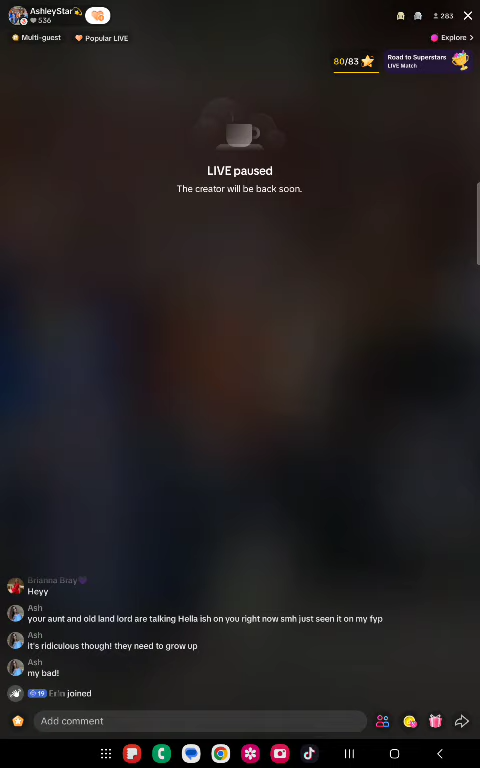 AshleyStar💫
536
283
Multi-guest
Popular LIVE
Explore >
80/83
Road to Superstars
LIVE Match
LIVE paused
The creator will be back soon.
Brianna Bray💜
Heyy
Ash
your aunt and old land lord are talking Hella ish on you right now smh just seen it on my fyp
Ash
it's ridiculous though! they need to grow up
Ash
my bad!
19
joined
Add comment